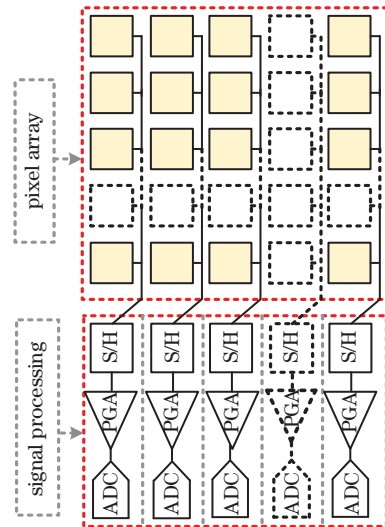 pixel array
signal processing
S/H
S/H
S/H
S/H
S/H
PGA
PGA
PGA
PGA
PGA
ADC
ADC
ADC
ADC
ADC